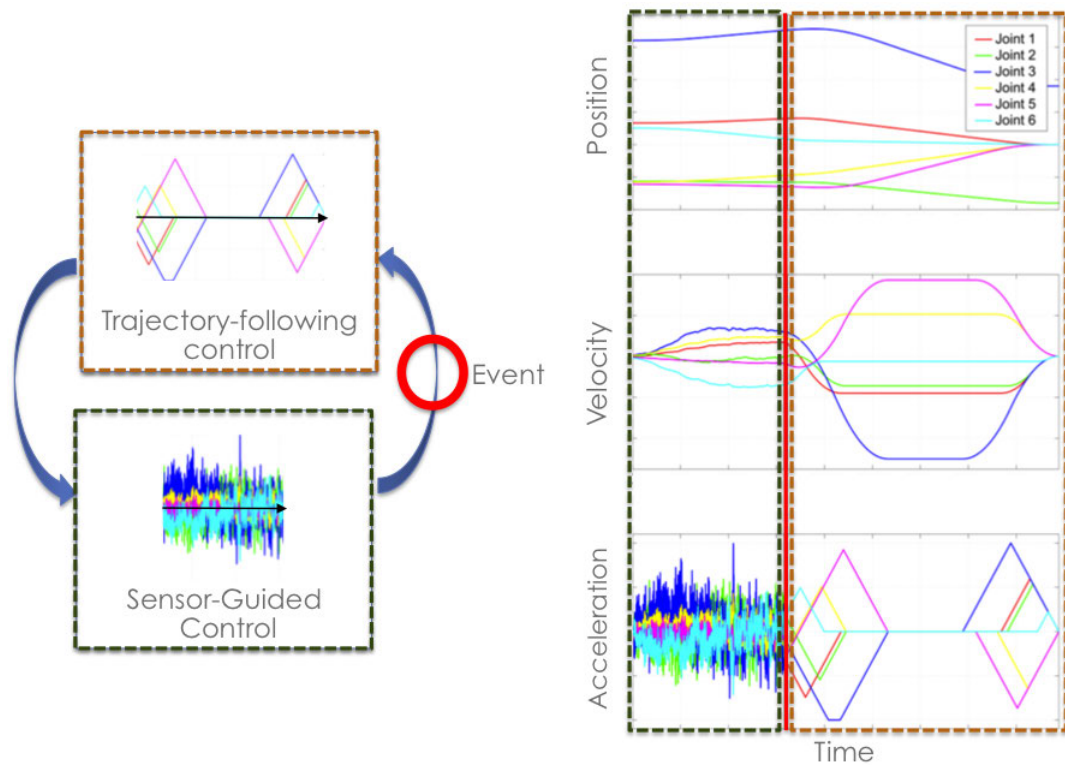 Trajectory-following
control
Event
Sensor-Guided
Control
Position
Joint 1
Joint 2
Joint 3
Joint 4
Joint 5
Joint 6
Velocity
Acceleration
Time